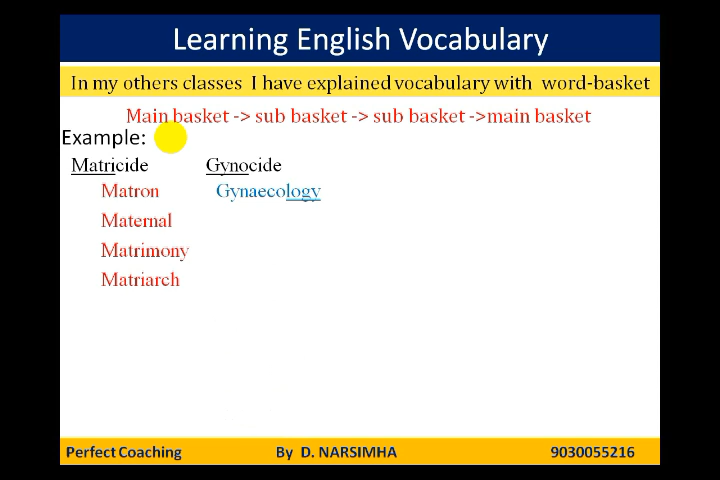 Learning English Vocabulary
In my others classes I have explained vocabulary with word-basket
Main basket -> sub basket -> sub basket ->main basket
Example:
Matricide Gynocide
Matron Gynaecology
Maternal
Matrimony
Matriarch
Perfect Coaching By D. NARSIMHA 9030055216